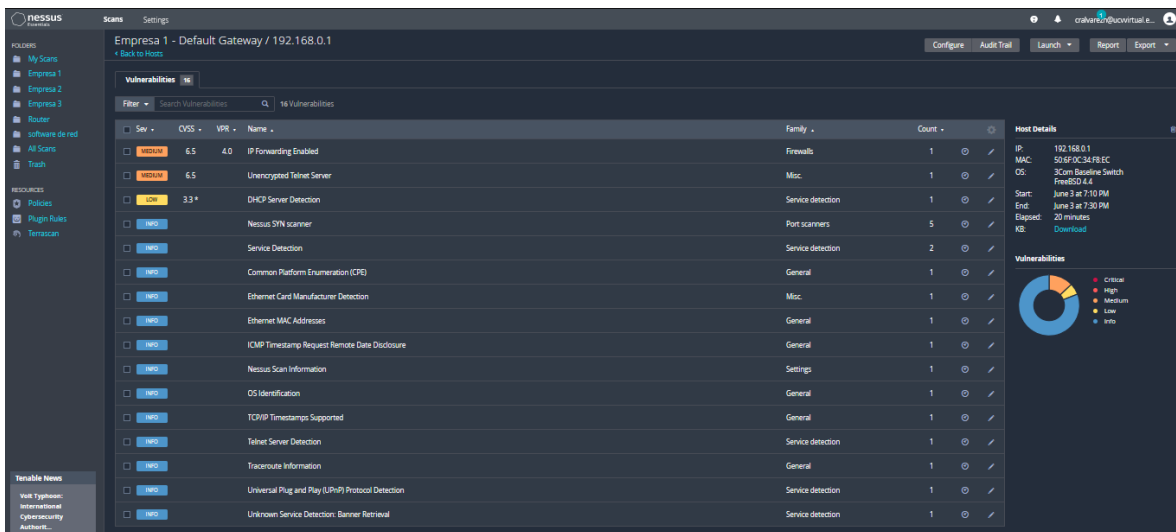 nessus
Essentials
Scans
Settings
FOLDERS
My Scans
Empresa 1
Empresa 2
Empresa 3
Router
software de red
All Scans
Trash
RESOURCES
Policies
Plugin Rules
Terrascan
Tenable News
Volt Typhoon:
International
Cybersecurity
Authorit...
Empresa 1 - Default Gateway / 192.168.0.1
Back to Hosts
Configure Audit Trail Launch Report Export
Vulnerabilities 16
Filter Search Vulnerabilities 16 Vulnerabilities
Sev CVSS VPR Name Family Count
MEDIUM 6.5 4.0 IP Forwarding Enabled Firewalls 1
MEDIUM 6.5 Unencrypted Telnet Server Misc. 1
LOW 3.3 * DHCP Server Detection Service detection 1
INFO Nessus SYN scanner Port scanners 5
INFO Service Detection Service detection 2
INFO Common Platform Enumeration (CPE) General 1
INFO Ethernet Card Manufacturer Detection Misc. 1
INFO Ethernet MAC Addresses General 1
INFO ICMP Timestamp Request Remote Date Disclosure General 1
INFO Nessus Scan Information Settings 1
INFO OS Identification General 1
INFO TCP/IP Timestamps Supported General 1
INFO Telnet Server Detection Service detection 1
INFO Traceroute Information General 1
INFO Universal Plug and Play (UPnP) Protocol Detection Service detection 1
INFO Unknown Service Detection: Banner Retrieval Service detection 1
Host Details
IP: 192.168.0.1
MAC: 50:6F:0C:34:F8:EC
OS: 3Com Baseline Switch
FreeBSD 4.4
Start: June 3 at 7:10 PM
End: June 3 at 7:30 PM
Elapsed: 20 minutes
KB: Download
Vulnerabilities
Critical
High
Medium
Low
Info